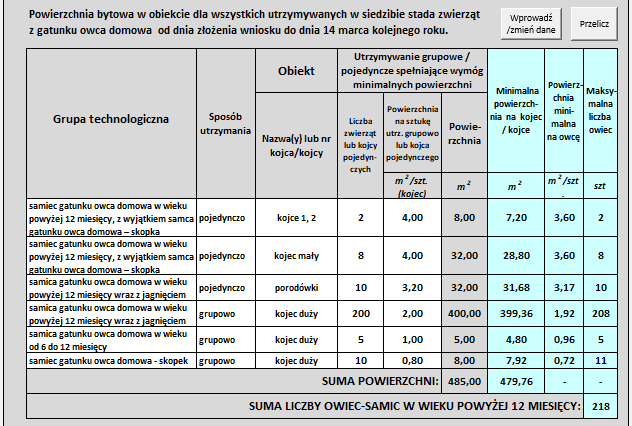 Powierzchnia bytowa w obiekcie dla wszystkich utrzymywanych w siedzibie stada zwierząt
z gatunku owca domowa od dnia złożenia wniosku do dnia 14 marca kolejnego roku.
Wprowadź
/zmień dane
Przelicz
Grupa technologiczna
Sposób
utrzymania
Obiekt
Nazwa(y) lub nr
kojca/kojcy
Utrzymywanie grupowe /
pojedyncze spełniające wymóg
minimalnych powierzchni
Liczba
zwierząt
lub kojcy
pojedyn-
czych
Powierzchnia
na sztukę
utrz. grupowo
lub kojca
pojedynczego
Powie-
rzchnia
Minimalna
powierzch-
nia na kojec
/ kojce
Powierz-
chnia
mini-
malna
na owcę
Maksy-
malna
liczba
owiec
m ² /szt.
(kojec)
m ²
m ²
m ² /szt
.
szt
samiec gatunku owca domowa w wieku
powyżej 12 miesięcy, z wyjątkiem samca
gatunku owca domowa – skopka
pojedynczo kojce 1, 2 2 4,00 8,00 7,20 3,60 2
samiec gatunku owca domowa w wieku
powyżej 12 miesięcy, z wyjątkiem samca
gatunku owca domowa – skopka
pojedynczo kojec mały 8 4,00 32,00 28,80 3,60 8
samica gatunku owca domowa w wieku
powyżej 12 miesięcy wraz z jagnięciem
pojedynczo porodówki 10 3,20 32,00 31,68 3,17 10
samica gatunku owca domowa w wieku
powyżej 12 miesięcy wraz z jagnięciem
grupowo kojec duży 200 2,00 400,00 399,36 1,92 208
samica gatunku owca domowa w wieku
od 6 do 12 miesięcy
grupowo kojec duży 5 1,00 5,00 4,80 0,96 5
samiec gatunku owca domowa - skopek grupowo kojec duży 10 0,80 8,00 7,92 0,72 11
SUMA POWIERZCHNI: 485,00 479,76 - -
SUMA LICZBY OWIEC-SAMIC W WIEKU POWYŻEJ 12 MIESIĘCY: 218